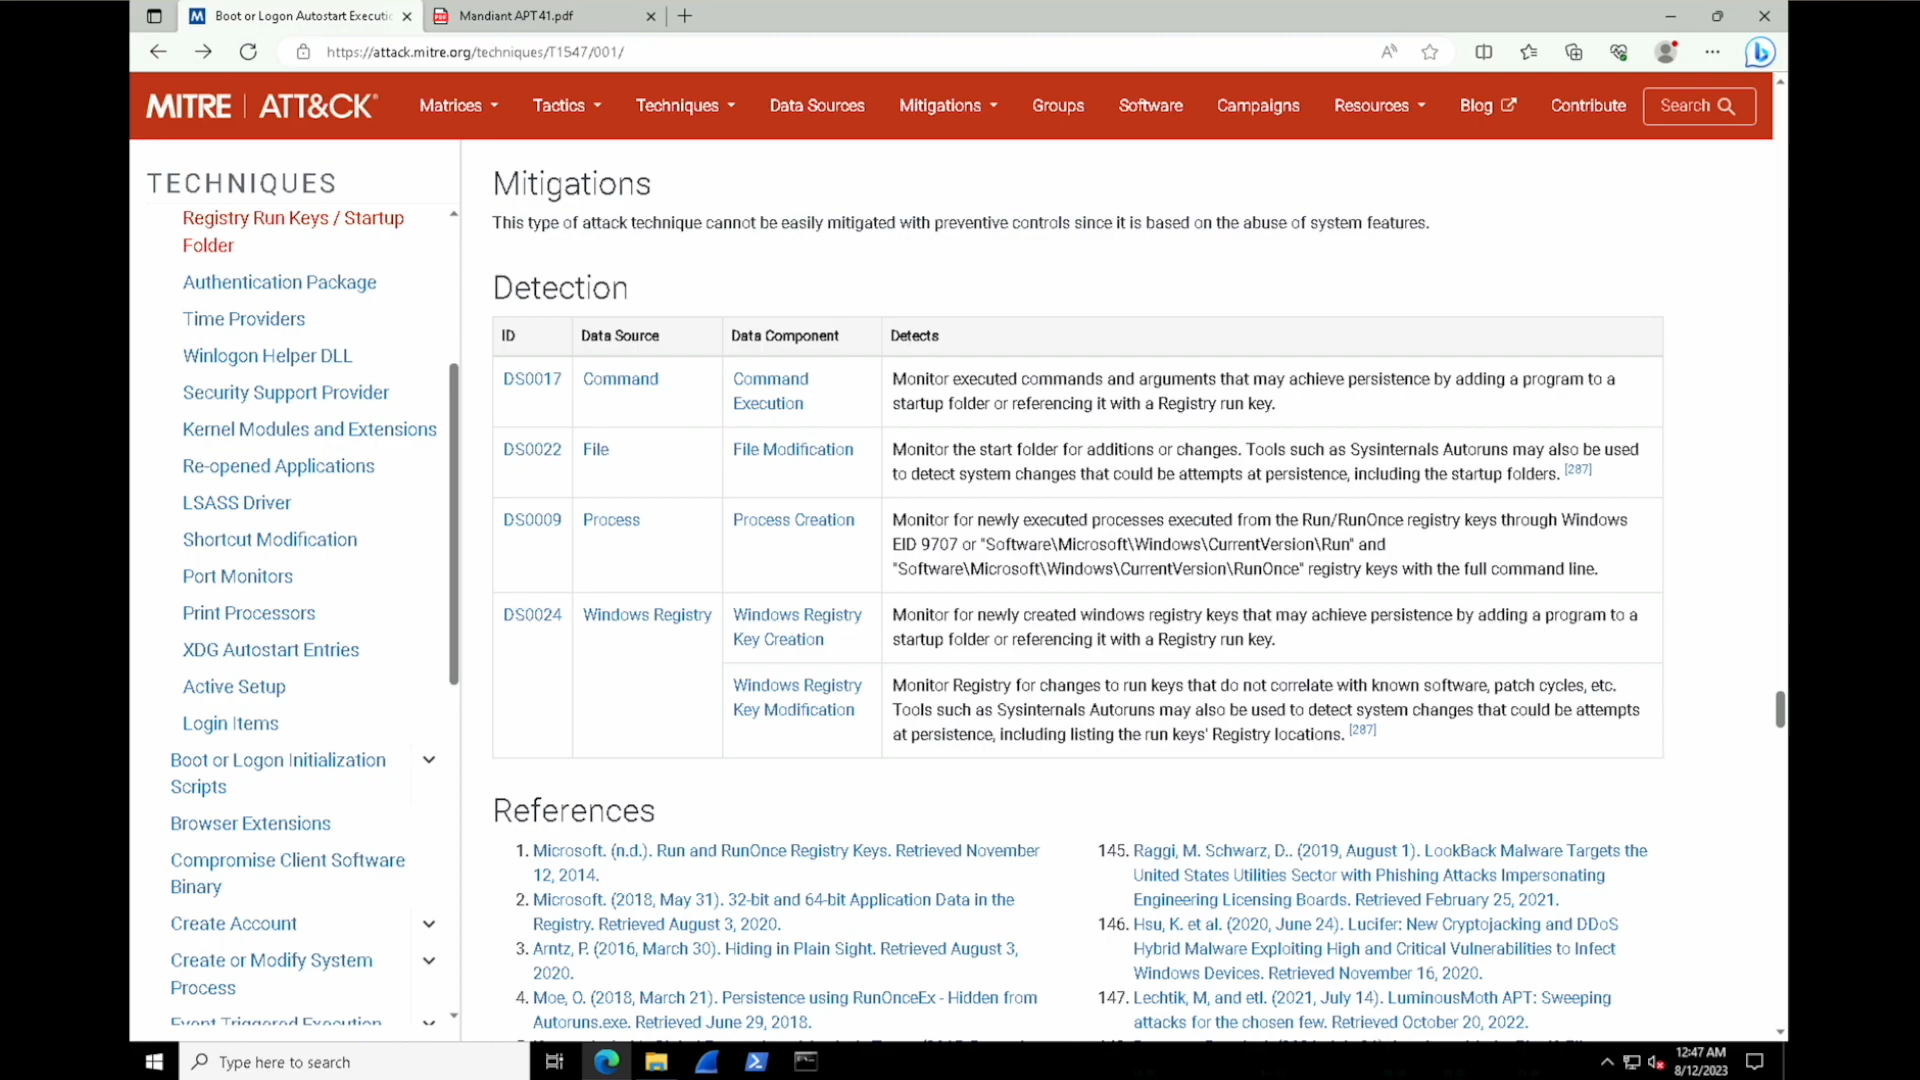 Boot or Logon Autostart Executi
Mandiant APT41.pdf
https://attack.mitre.org/techniques/T1547/001/
MITRE | ATT&CK®
Matrices
Tactics
Techniques
Data Sources
Mitigations
Groups
Software
Campaigns
Resources
Blog
Contribute
Search
TECHNIQUES
Registry Run Keys / Startup
Folder
Authentication Package
Time Providers
Winlogon Helper DLL
Security Support Provider
Kernel Modules and Extensions
Re-opened Applications
LSASS Driver
Shortcut Modification
Port Monitors
Print Processors
XDG Autostart Entries
Active Setup
Login Items
Boot or Logon Initialization
Scripts
Browser Extensions
Compromise Client Software
Binary
Create Account
Create or Modify System
Process
Event Triggered Execution
Mitigations
This type of attack technique cannot be easily mitigated with preventive controls since it is based on the abuse of system features.
Detection
ID Data Source Data Component Detects
DS0017 Command Command
Execution
Monitor executed commands and arguments that may achieve persistence by adding a program to a
startup folder or referencing it with a Registry run key.
DS0022 File File Modification
Monitor the start folder for additions or changes. Tools such as Sysinternals Autoruns may also be used
to detect system changes that could be attempts at persistence, including the startup folders. [287]
DS0009 Process Process Creation
Monitor for newly executed processes executed from the Run/RunOnce registry keys through Windows
EID 9707 or "Software\Microsoft\Windows\CurrentVersion\Run" and
"Software\Microsoft\Windows\CurrentVersion\RunOnce" registry keys with the full command line.
DS0024 Windows Registry Windows Registry
Key Creation
Monitor for newly created windows registry keys that may achieve persistence by adding a program to a
startup folder or referencing it with a Registry run key.
Windows Registry
Key Modification
Monitor Registry for changes to run keys that do not correlate with known software, patch cycles, etc.
Tools such as Sysinternals Autoruns may also be used to detect system changes that could be attempts
at persistence, including listing the run keys' Registry locations. [287]
References
1. Microsoft. (n.d.). Run and RunOnce Registry Keys. Retrieved November
12, 2014.
2. Microsoft. (2018, May 31). 32-bit and 64-bit Application Data in the
Registry. Retrieved August 3, 2020.
3. Arntz, P. (2016, March 30). Hiding in Plain Sight. Retrieved August 3,
2020.
4. Moe, O. (2018, March 21). Persistence using RunOnceEx - Hidden from
Autoruns.exe. Retrieved June 29, 2018.
145. Raggi, M. Schwarz, D.. (2019, August 1). LookBack Malware Targets the
United States Utilities Sector with Phishing Attacks Impersonating
Engineering Licensing Boards. Retrieved February 25, 2021.
146. Hsu, K. et al. (2020, June 24). Lucifer: New Cryptojacking and DDoS
Hybrid Malware Exploiting High and Critical Vulnerabilities to Infect
Windows Devices. Retrieved November 16, 2020.
147. Lechtik, M, and etl. (2021, July 14). LuminousMoth APT: Sweeping
attacks for the chosen few. Retrieved October 20, 2022.
Type here to search
12:47 AM
8/12/2023